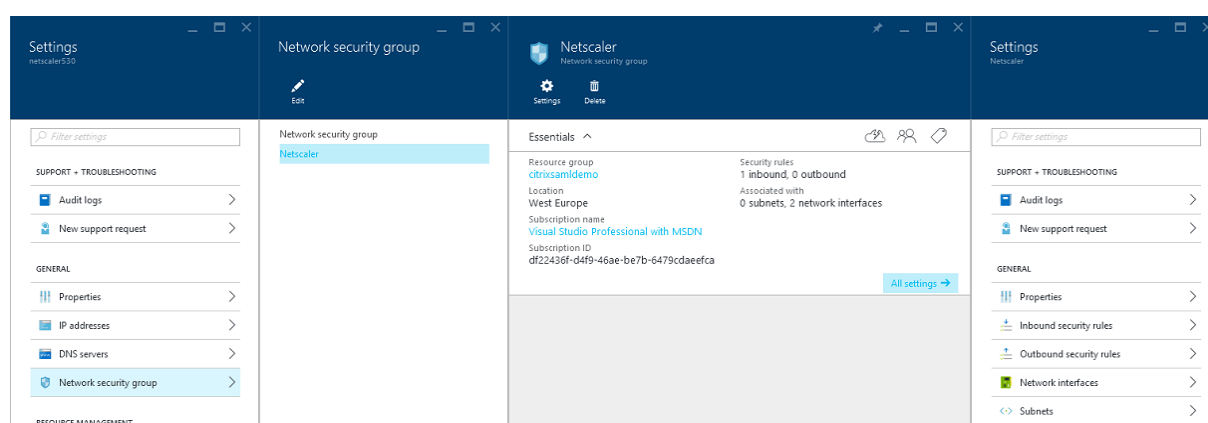 Settings
netscaler530
Filter settings
SUPPORT + TROUBLESHOOTING
Audit logs
New support request
GENERAL
Properties
IP addresses
DNS servers
Network security group
RESOURCE MANAGEMENT
Network security group
Edit
Network security group
Netscaler
Netscaler
Network security group
Settings
Delete
Essentials
Resource group
citrixsamldemo
Location
West Europe
Subscription name
Visual Studio Professional with MSDN
Subscription ID
df22436f-d4f9-46ae-be7b-6479cdaeefca
Security rules
1 inbound, 0 outbound
Associated with
0 subnets, 2 network interfaces
All settings
Settings
Netscaler
Filter settings
SUPPORT + TROUBLESHOOTING
Audit logs
New support request
GENERAL
Properties
Inbound security rules
Outbound security rules
Network interfaces
Subnets